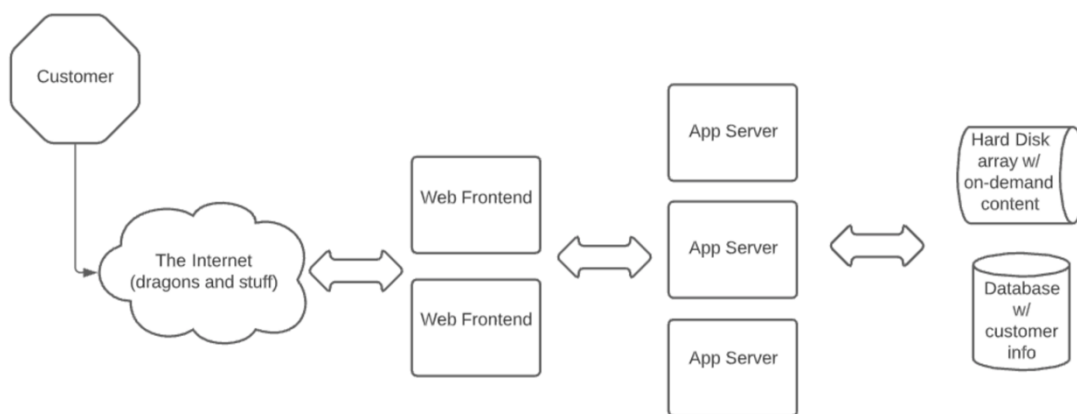 Customer
The Internet
(dragons and stuff)
Web Frontend
Web Frontend
App Server
App Server
App Server
Hard Disk
array w/
on-demand
content
Database
w/
customer
info